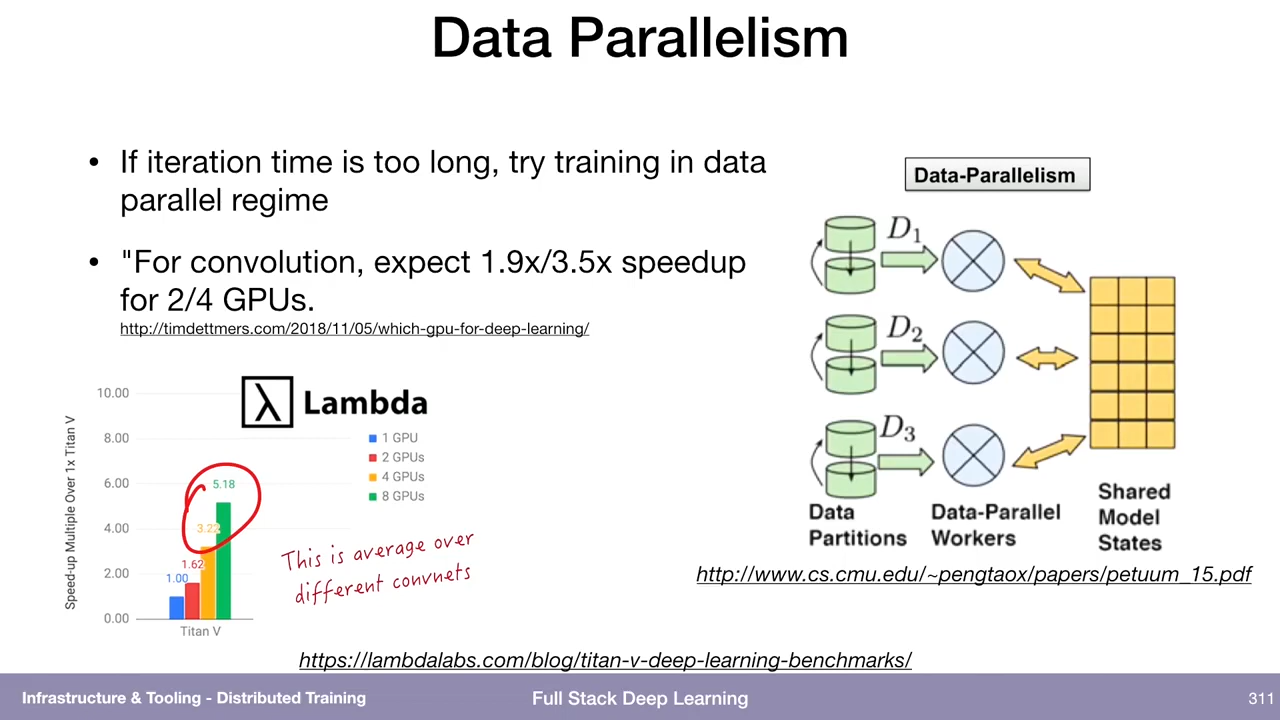 Data Parallelism
• If iteration time is too long, try training in data
parallel regime
• "For convolution, expect 1.9x/3.5x speedup
for 2/4 GPUs.
http://timdettmers.com/2018/11/05/which-gpu-for-deep-learning/
λ Lambda
Speed-up Multiple Over 1x Titan V
10.00
8.00
6.00
4.00
2.00
0.00
1.00
1.62
3.22
5.18
Titan V
1 GPU
2 GPUs
4 GPUs
8 GPUs
This is average over
different convnets
https://lambdalabs.com/blog/titan-v-deep-learning-benchmarks/
Data-Parallelism
D1
D2
D3
Data
Partitions
Data-Parallel
Workers
Shared
Model
States
http://www.cs.cmu.edu/~pengtaox/papers/petuum_15.pdf
Infrastructure & Tooling - Distributed Training
Full Stack Deep Learning
311